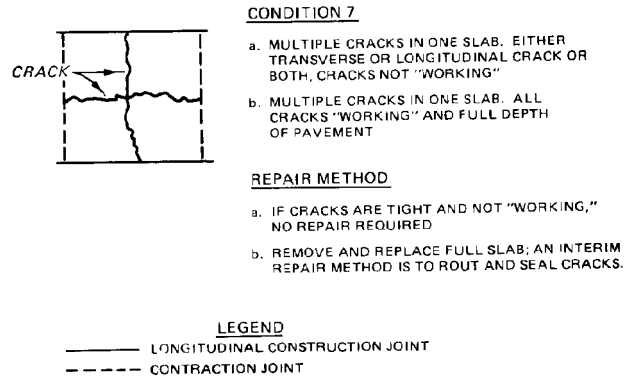 CONDITION 7
a. MULTIPLE CRACKS IN ONE SLAB. EITHER
TRANSVERSE OR LONGITUDINAL CRACK OR
BOTH, CRACKS NOT "WORKING"
CRACK
b. MULTIPLE CRACKS IN ONE SLAB. ALL
CRACKS "WORKING" AND FULL DEPTH
OF PAVEMENT
REPAIR METHOD
a. IF CRACKS ARE TIGHT AND NOT "WORKING,"
NO REPAIR REQUIRED
b. REMOVE AND REPLACE FULL SLAB; AN INTERIM
REPAIR METHOD IS TO ROUT AND SEAL CRACKS.
LEGEND
LONGITUDINAL CONSTRUCTION JOINT
CONTRACTION JOINT